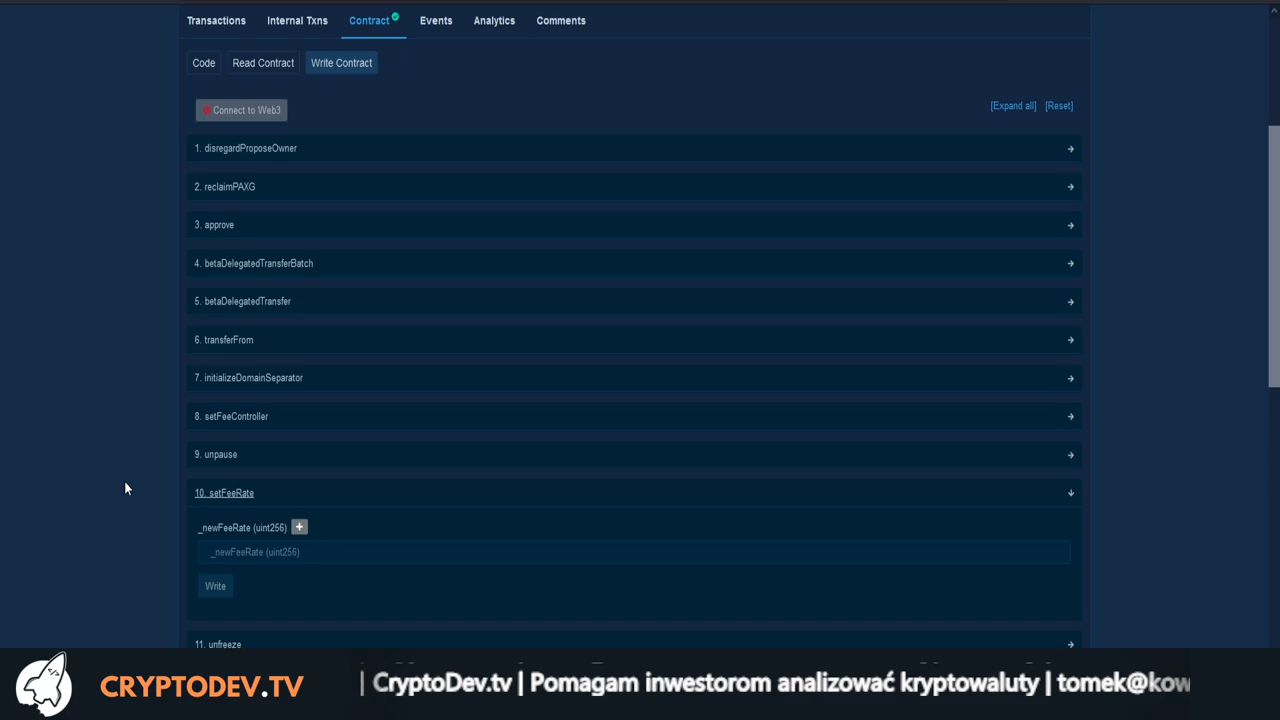 Transactions Internal Txns Contract Events Analytics Comments
Code Read Contract Write Contract
Connect to Web3 [Expand all] [Reset]
1. disregardProposeOwner
2. reclaimPAXG
3. approve
4. betaDelegatedTransferBatch
5. betaDelegatedTransfer
6. transferFrom
7. initializeDomainSeparator
8. setFeeController
9. unpause
10. setFeeRate
_newFeeRate (uint256) +
_newFeeRate (uint256)
Write
11. unfreeze
CRYPTODEV.TV | CryptoDev.tv | Pomagam inwestorom analizować kryptowaluty | tomek@kow